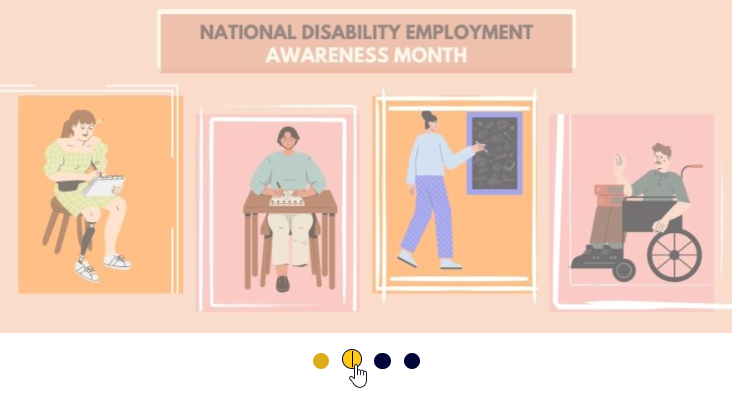 NATIONAL DISABILITY EMPLOYMENT
AWARENESS MONTH